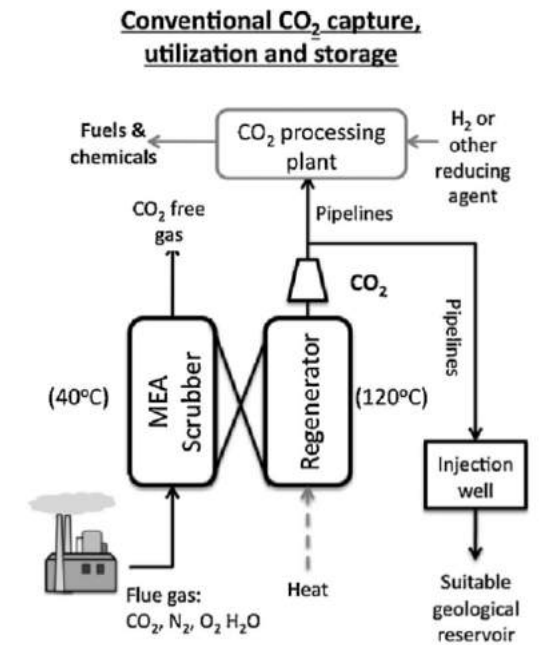 Conventional CO₂ capture,
utilization and storage
Fuels &
chemicals
CO₂ processing
plant
H₂ or
other
reducing
agent
CO₂ free
gas
Pipelines
CO₂
Pipelines
(40°C)
MEA
Scrubber
Regenerator
(120°C)
Injection
well
Flue gas:
CO₂, N₂, O₂ H₂O
Heat
Suitable
geological
reservoir